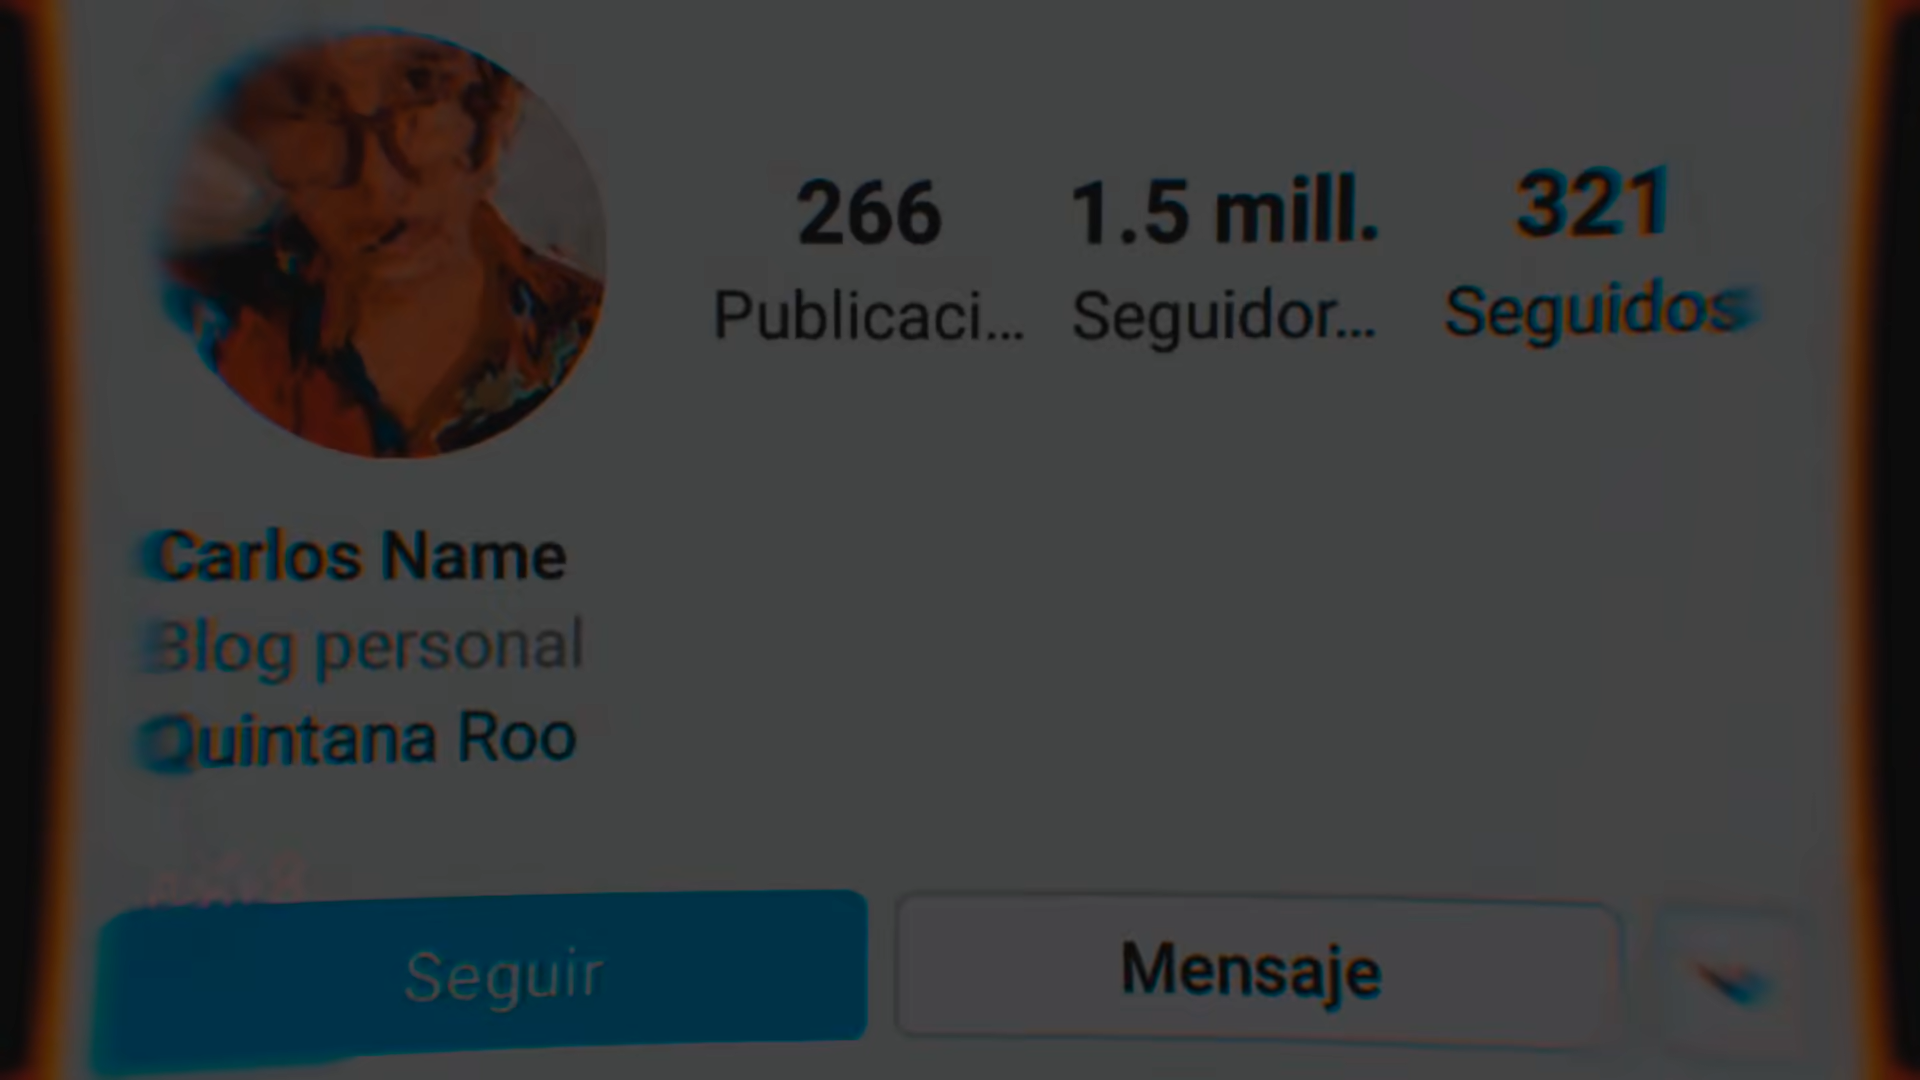 266 1.5 mill. 321
Publicaci... Seguidor... Seguidos
Carlos Name
Blog personal
Quintana Roo
Seguir Mensaje